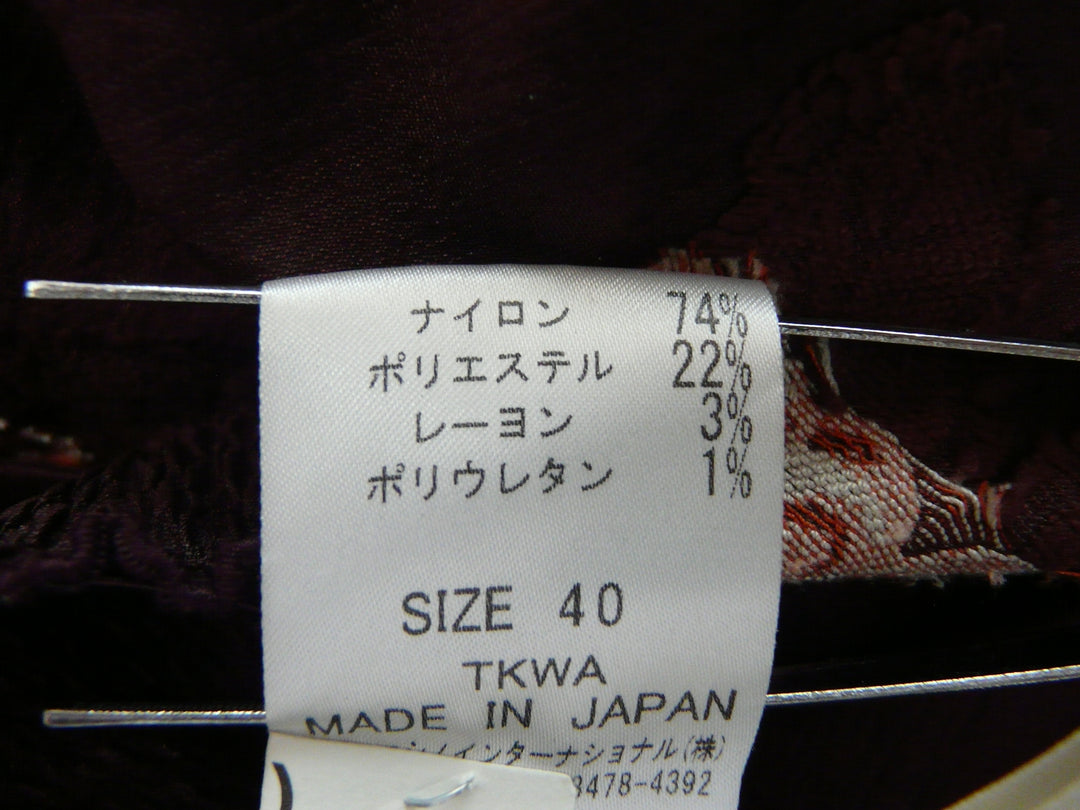 ナイロン 74%
ポリエステル 22%
レーヨン 3%
ポリウレタン 1%
SIZE 40
TKWA
MADE IN JAPAN
インターナショナル(株)
3478-4392